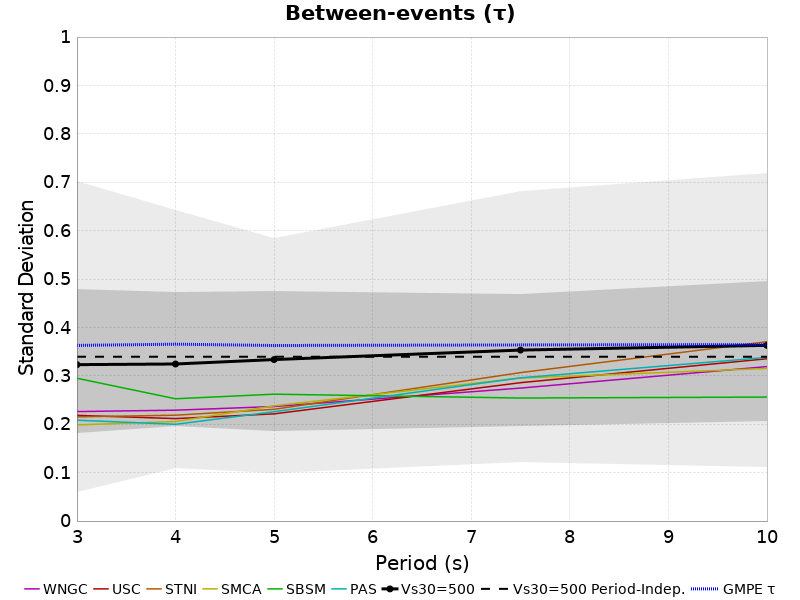 Between-events (τ)
Standard Deviation
1
0.9
0.8
0.7
0.6
0.5
0.4
0.3
0.2
0.1
0
3 4 5 6 7 8 9 10
Period (s)
WNGC USC STNI SMCA SBSM PAS Vs30=500 Vs30=500 Period-Indep. GMPE τ